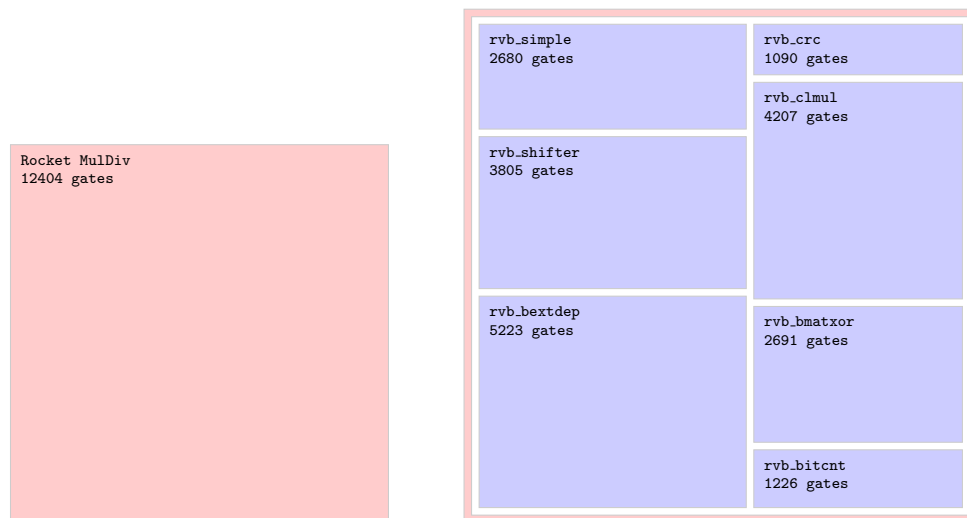 Rocket MulDiv
12404 gates
rvb_simple
2680 gates
rvb_shifter
3805 gates
rvb_bextdep
5223 gates
rvb_crc
1090 gates
rvb_clmul
4207 gates
rvb_bmatxor
2691 gates
rvb_bitcnt
1226 gates